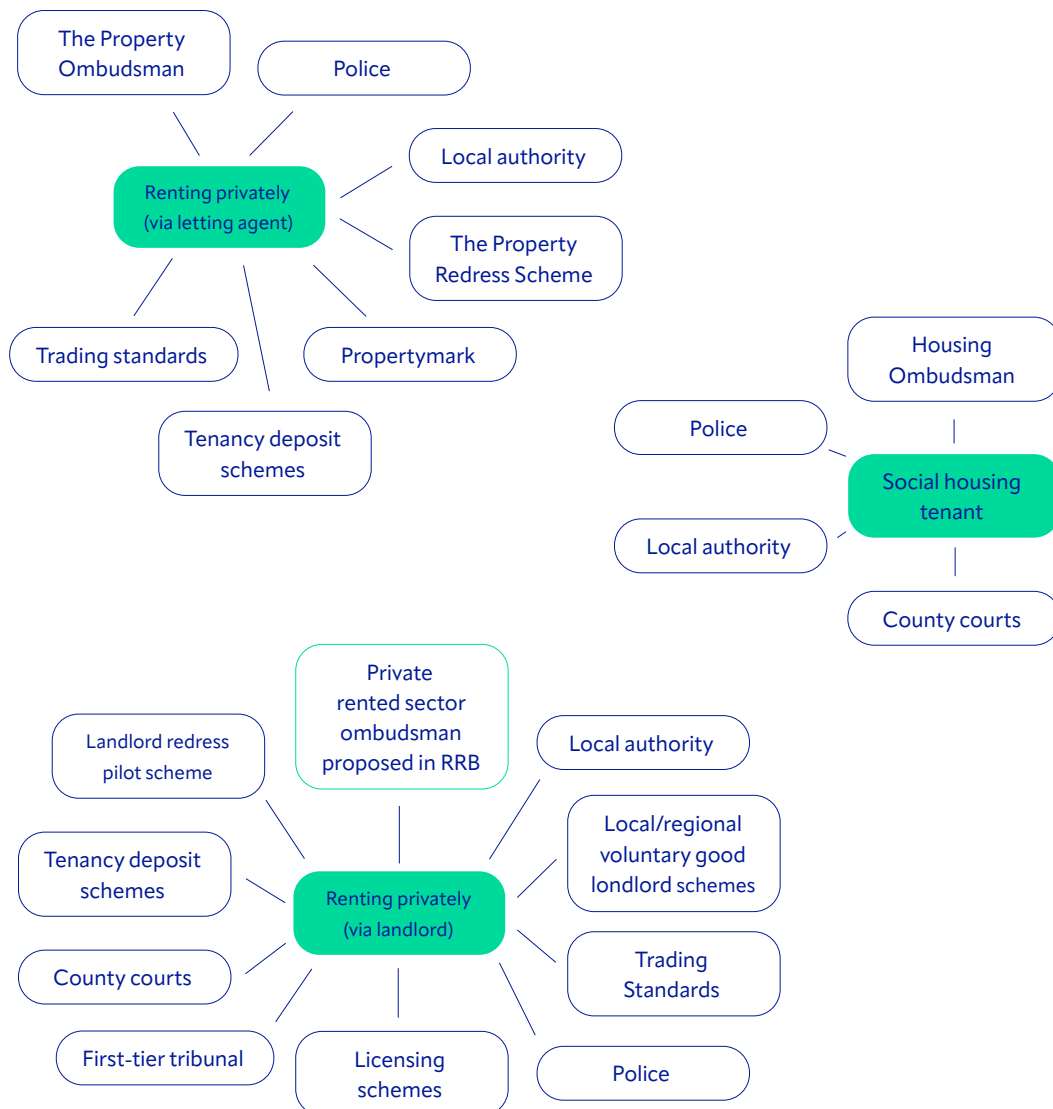 The Property
Ombudsman
Police
Local authority
Renting privately
(via letting agent)
The Property
Redress Scheme
Trading standards
Propertymark
Tenancy deposit
schemes
Housing
Ombudsman
Police
Social housing
tenant
Local authority
County courts
Private
rented sector
ombudsman
proposed in RRB
Landlord redress
pilot scheme
Local authority
Local/regional
voluntary good
londlord schemes
Tenancy deposit
schemes
Renting privately
(via landlord)
County courts
Trading
Standards
First-tier tribunal
Licensing
schemes
Police